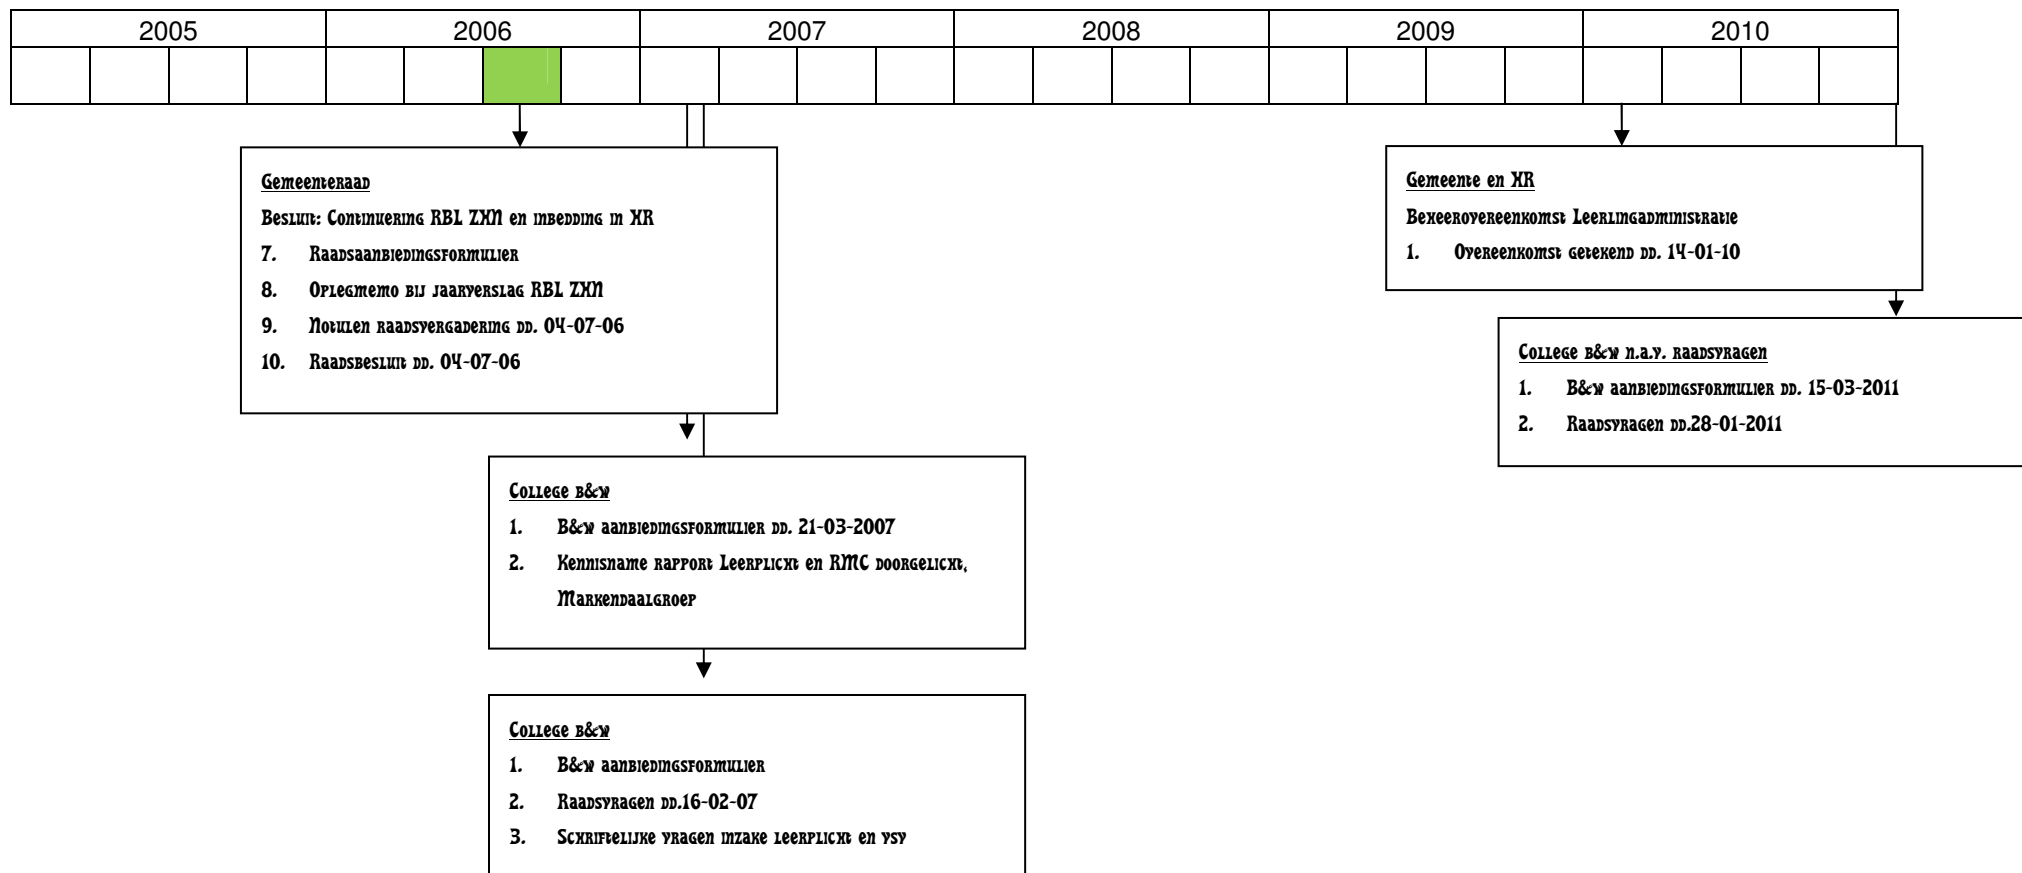 2005 2006 2007 2008 2009 2010
Gemeenteraad
Besluit: Continuering RBL ZHN en inbedding in HR
7. Raadsaanbiedingsformulier
8. Oplegmemo bij jaarverslag RBL ZHN
9. Notulen raadsvergadering dd. 04-07-06
10. Raadsbesluit dd. 04-07-06
College B&W
1. B&W aanbiedingsformulier dd. 21-03-2007
2. Kennisname rapport Leerplicht en RMC doorgelicht,
Markendaalgroep
College B&W
1. B&W aanbiedingsformulier
2. Raadsvragen dd.16-02-07
3. Schriftelijke vragen inzake leerplicht en vsv
Gemeente en HR
Beheerovereenkomst Leerlingadministratie
1. Overeenkomst getekend dd. 14-01-10
College B&W n.a.v. raadsvragen
1. B&W aanbiedingsformulier dd. 15-03-2011
2. Raadsvragen dd.28-01-2011